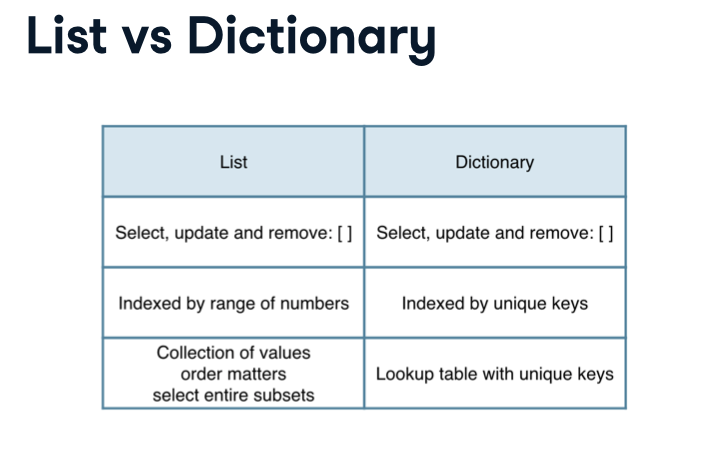 List vs Dictionary
List
Dictionary
Select, update and remove: [ ]
Select, update and remove: [ ]
Indexed by range of numbers
Indexed by unique keys
Collection of values
order matters
select entire subsets
Lookup table with unique keys